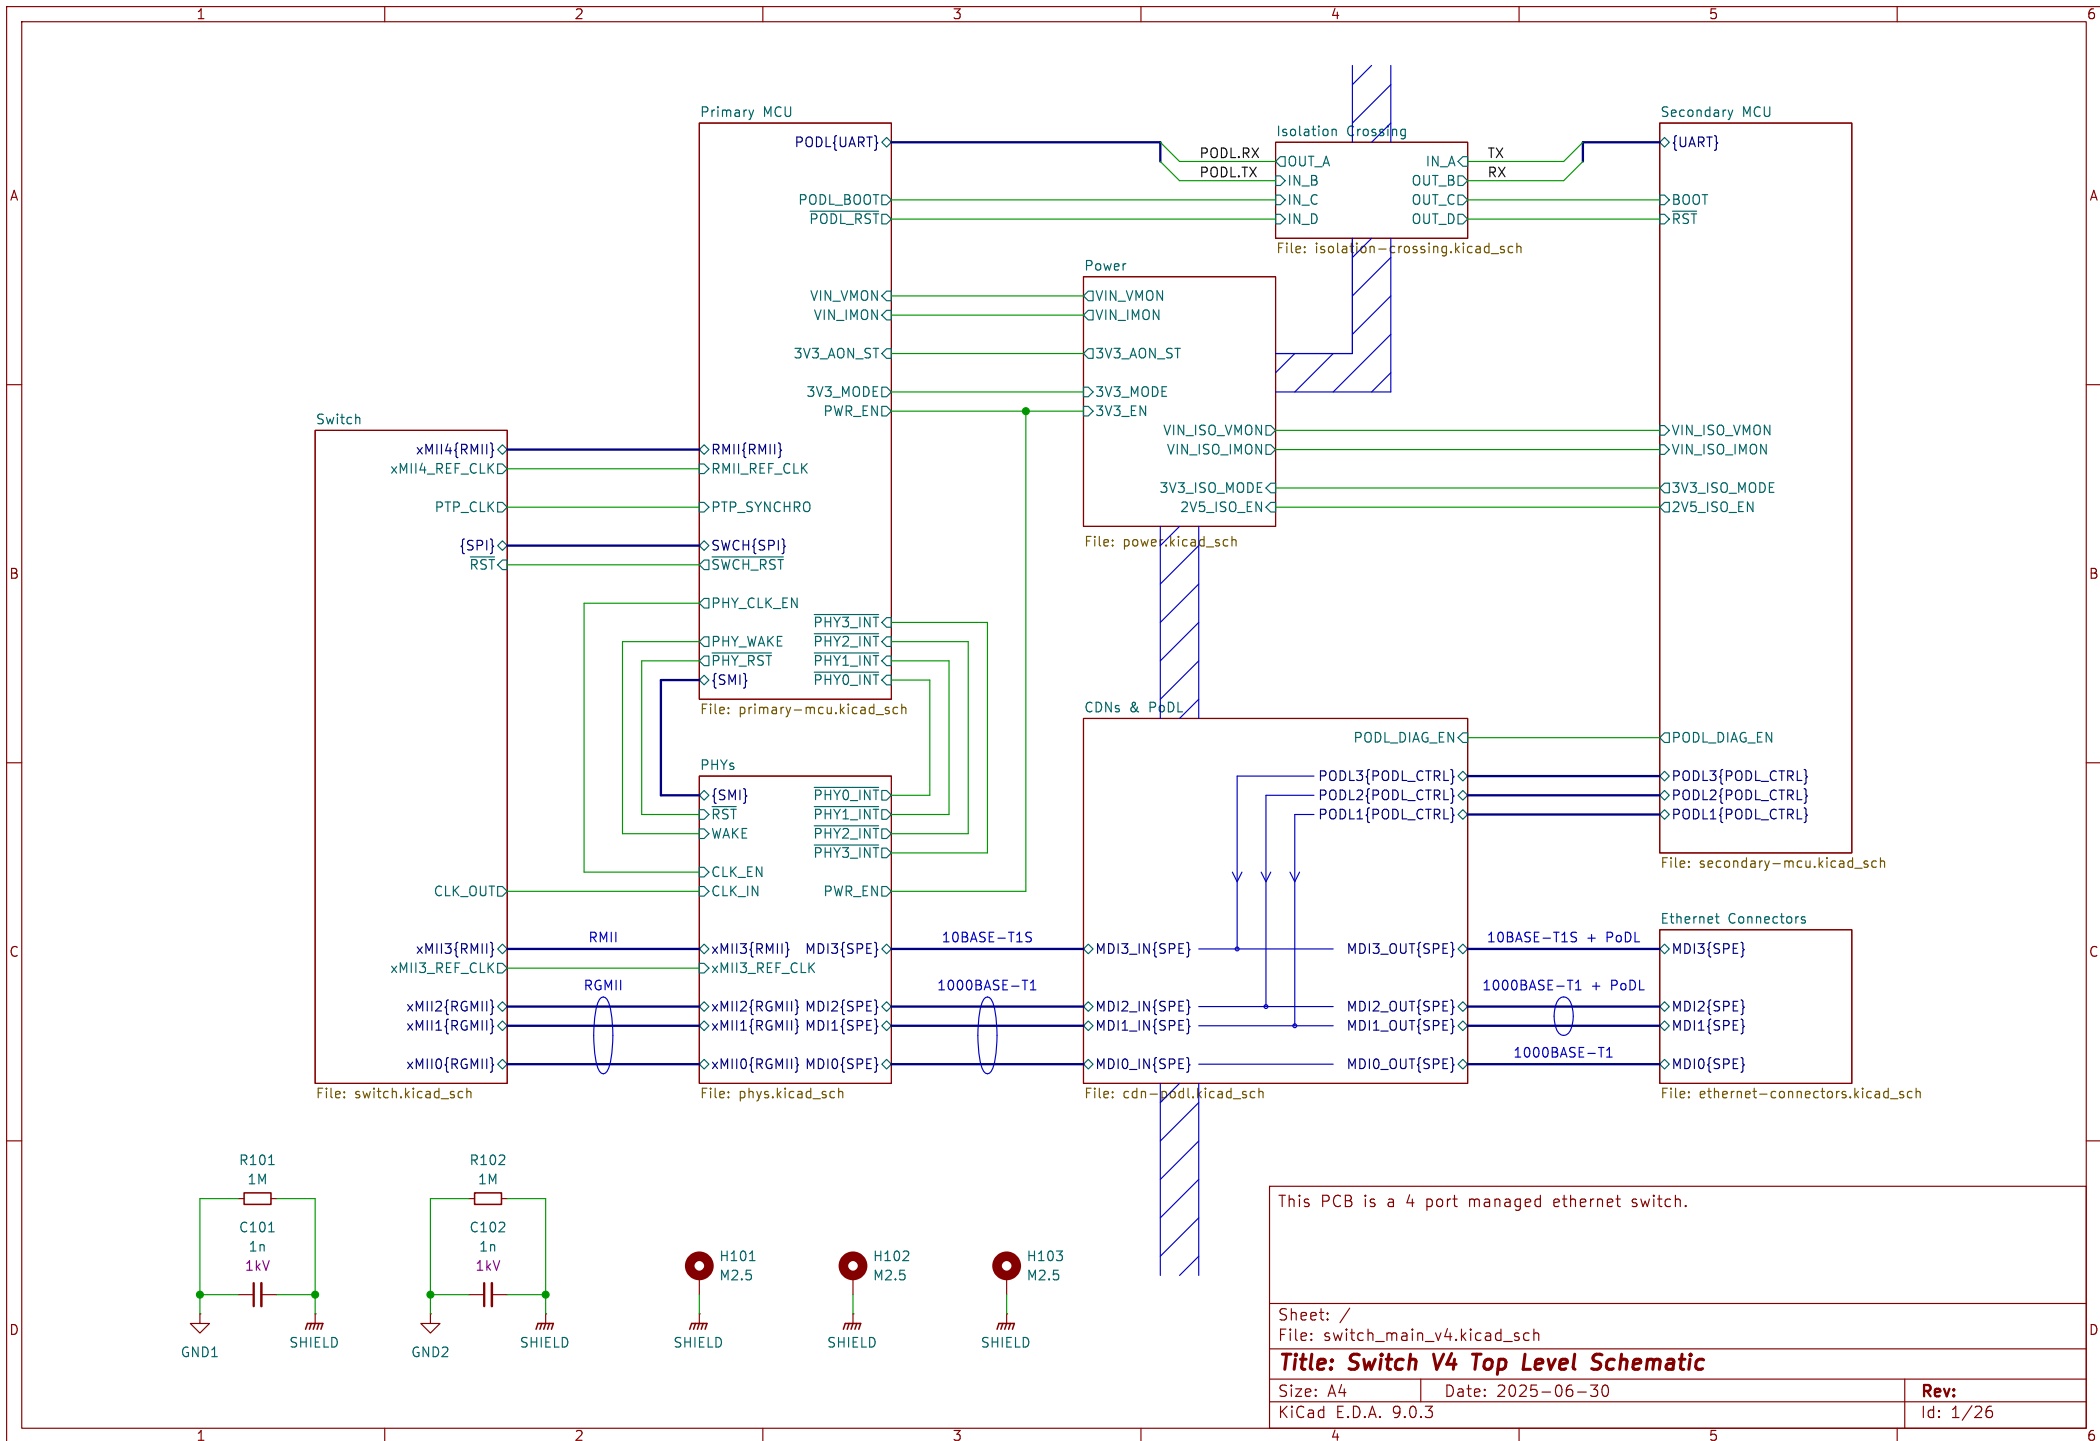 1 2 3 4 5 6
A
B
C
D
A
B
C
D
1 2 3 4 5 6
Primary MCU
PODL{UART}
PODL_BOOT
PODL_RST
VIN_VMON
VIN_IMON
3V3_AON_ST
3V3_MODE
PWR_EN
RMII{RMII}
RMII_REF_CLK
PTP_SYNCHRO
SWCH{SPI}
SWCH_RST
PHY_CLK_EN
PHY_WAKE
PHY_RST
{SMI}
PHY3_INT
PHY2_INT
PHY1_INT
PHY0_INT
File: primary-mcu.kicad_sch
PODL.RX
PODL.TX
Isolation Crossing
OUT_A
IN_B
IN_C
IN_D
IN_A
OUT_B
OUT_C
OUT_D
File: isolation-crossing.kicad_sch
TX
RX
Secondary MCU
{UART}
BOOT
RST
VIN_ISO_VMON
VIN_ISO_IMON
3V3_ISO_MODE
2V5_ISO_EN
PODL_DIAG_EN
PODL3{PODL_CTRL}
PODL2{PODL_CTRL}
PODL1{PODL_CTRL}
File: secondary-mcu.kicad_sch
Power
VIN_VMON
VIN_IMON
3V3_AON_ST
3V3_MODE
3V3_EN
VIN_ISO_VMON
VIN_ISO_IMON
3V3_ISO_MODE
2V5_ISO_EN
File: power.kicad_sch
Switch
xMII4{RMII}
xMII4_REF_CLK
PTP_CLK
{SPI}
RST
CLK_OUT
xMII3{RMII}
xMII3_REF_CLK
xMII2{RGMII}
xMII1{RGMII}
xMII0{RGMII}
File: switch.kicad_sch
RMII
RGMII
PHYs
{SMI}
RST
WAKE
CLK_EN
CLK_IN
PHY0_INT
PHY1_INT
PHY2_INT
PHY3_INT
PWR_EN
xMII3{RMII} MDI3{SPE}
xMII3_REF_CLK
xMII2{RGMII} MDI2{SPE}
xMII1{RGMII} MDI1{SPE}
xMII0{RGMII} MDI0{SPE}
File: phys.kicad_sch
10BASE-T1S
1000BASE-T1
CDNs & PoDL
PODL_DIAG_EN
PODL3{PODL_CTRL}
PODL2{PODL_CTRL}
PODL1{PODL_CTRL}
MDI3_IN{SPE} MDI3_OUT{SPE}
MDI2_IN{SPE} MDI2_OUT{SPE}
MDI1_IN{SPE} MDI1_OUT{SPE}
MDI0_IN{SPE} MDI0_OUT{SPE}
File: cdn-podl.kicad_sch
10BASE-T1S + PoDL
1000BASE-T1 + PoDL
1000BASE-T1
Ethernet Connectors
MDI3{SPE}
MDI2{SPE}
MDI1{SPE}
MDI0{SPE}
File: ethernet-connectors.kicad_sch
R101
1M
C101
1n
1kV
GND1
SHIELD
R102
1M
C102
1n
1kV
GND2
SHIELD
H101
M2.5
SHIELD
H102
M2.5
SHIELD
H103
M2.5
SHIELD
This PCB is a 4 port managed ethernet switch.
Sheet: /
File: switch_main_v4.kicad_sch
Title: Switch V4 Top Level Schematic
Size: A4 Date: 2025-06-30 Rev:
KiCad E.D.A. 9.0.3 Id: 1/26